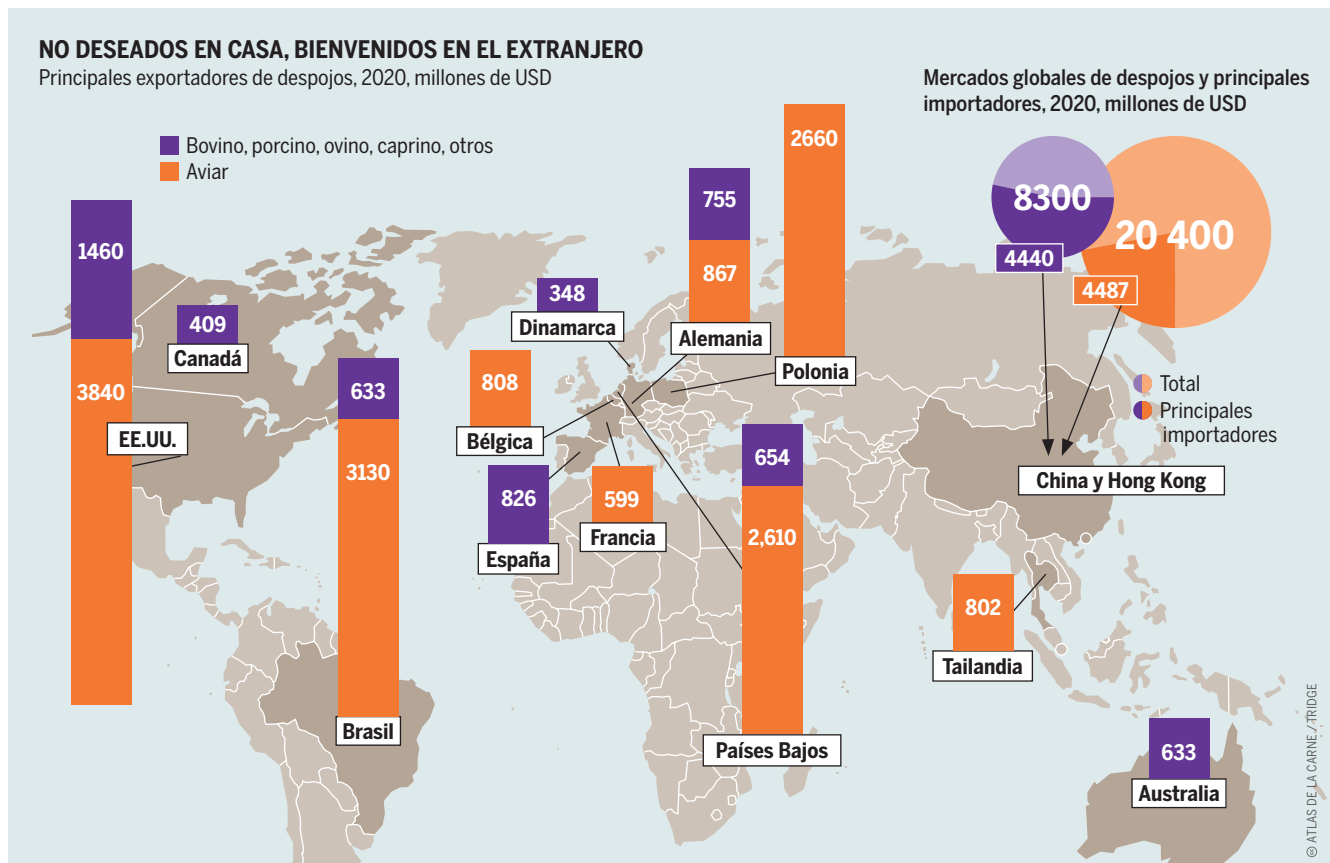 NO DESEADOS EN CASA, BIENVENIDOS EN EL EXTRANJERO
Principales exportadores de despojos, 2020, millones de USD
Bovino, porcino, ovino, caprino, otros
Aviar
Mercados globales de despojos y principales
importadores, 2020, millones de USD
8300
20 400
4440
4487
Total
Principales
importadores
China y Hong Kong
1460
3840
EE.UU.
409
Canadá
633
3130
Brasil
348
Dinamarca
755
867
Alemania
2660
Polonia
808
Bélgica
826
España
599
Francia
654
2,610
Países Bajos
802
Tailandia
633
Australia
© ATLAS DE LA CARNE / TRIDGE